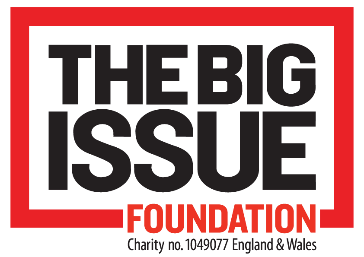 THE BIG
ISSUE
FOUNDATION
Charity no. 1049077 England & Wales